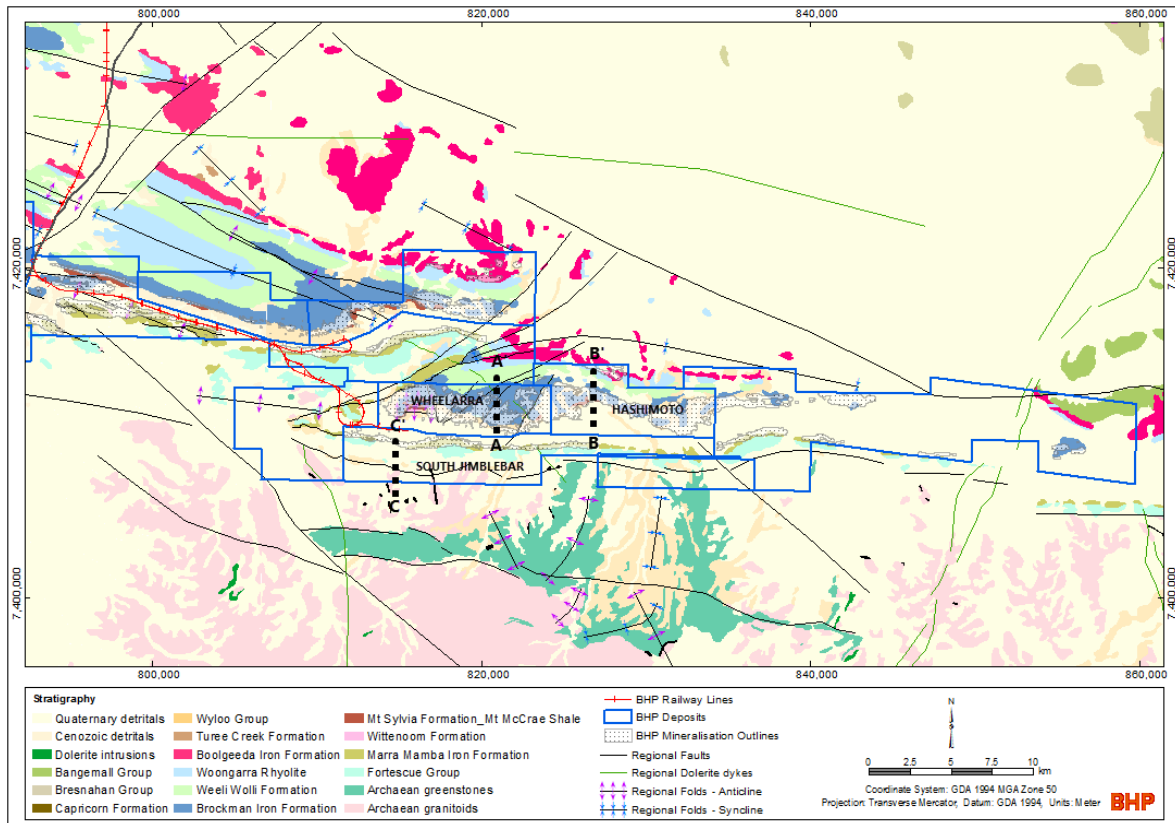 800,000 820,000 840,000 860,000
7,420,000
7,420,000
A'
B'
WHEELARRA
HASHIMOTO
C'
A
B
SOUTH JIMBLEBAR
C
7,400,000
7,400,000
800,000 820,000 840,000 860,000
Stratigraphy
Quaternary detritals
Cenozoic detritals
Dolerite intrusions
Bangemall Group
Bresnahan Group
Capricorn Formation
Wyloo Group
Turee Creek Formation
Boolgeeda Iron Formation
Woongarra Rhyolite
Weeli Wolli Formation
Brockman Iron Formation
Mt Sylvia Formation_Mt McCrae Shale
Wittenoom Formation
Marra Mamba Iron Formation
Fortescue Group
Archaean greenstones
Archaean granitoids
BHP Railway Lines
BHP Deposits
BHP Mineralisation Outlines
Regional Faults
Regional Dolerite dykes
Regional Folds - Anticline
Regional Folds - Syncline
N
0 2.5 5 7.5 10
km
Coordinate System: GDA 1994 MGA Zone 50
Projection: Transverse Mercator, Datum: GDA 1994, Units: Meter
BHP